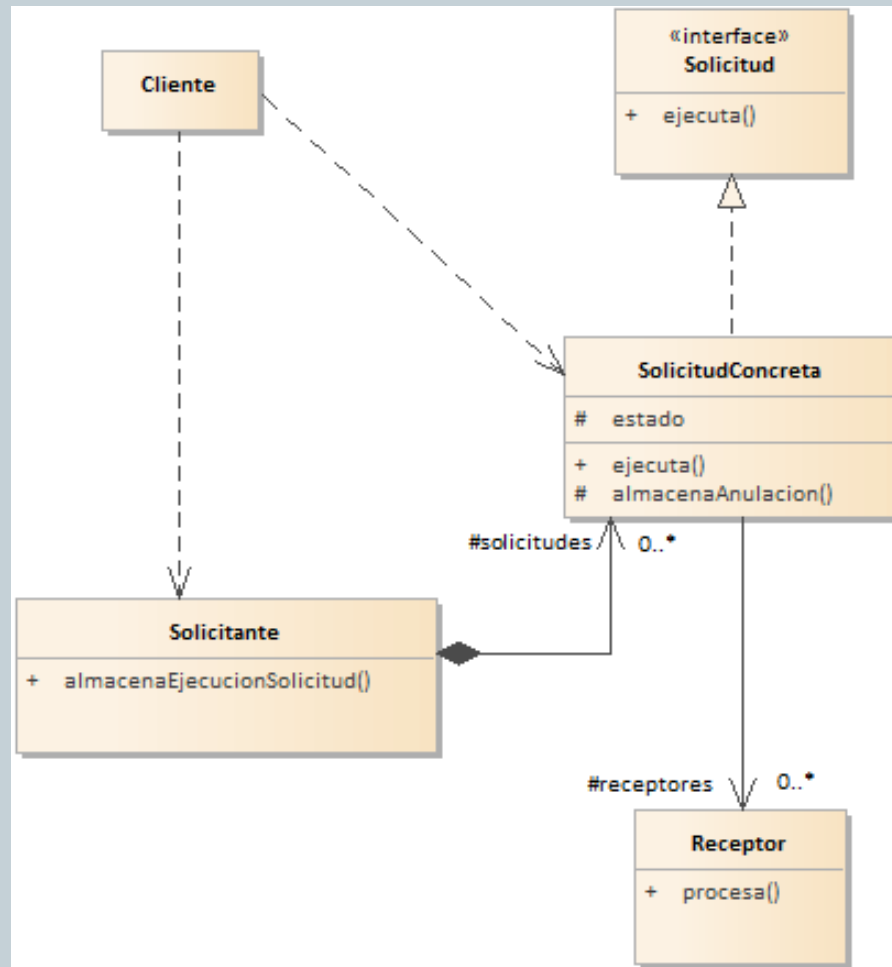 «interface»
Solicitud
+ ejecuta()
Cliente
SolicitudConcreta
# estado
+ ejecuta()
# almacenaAnulacion()
#solicitudes 0..*
Solicitante
+ almacenaEjecucionSolicitud()
#receptores 0..*
Receptor
+ procesa()